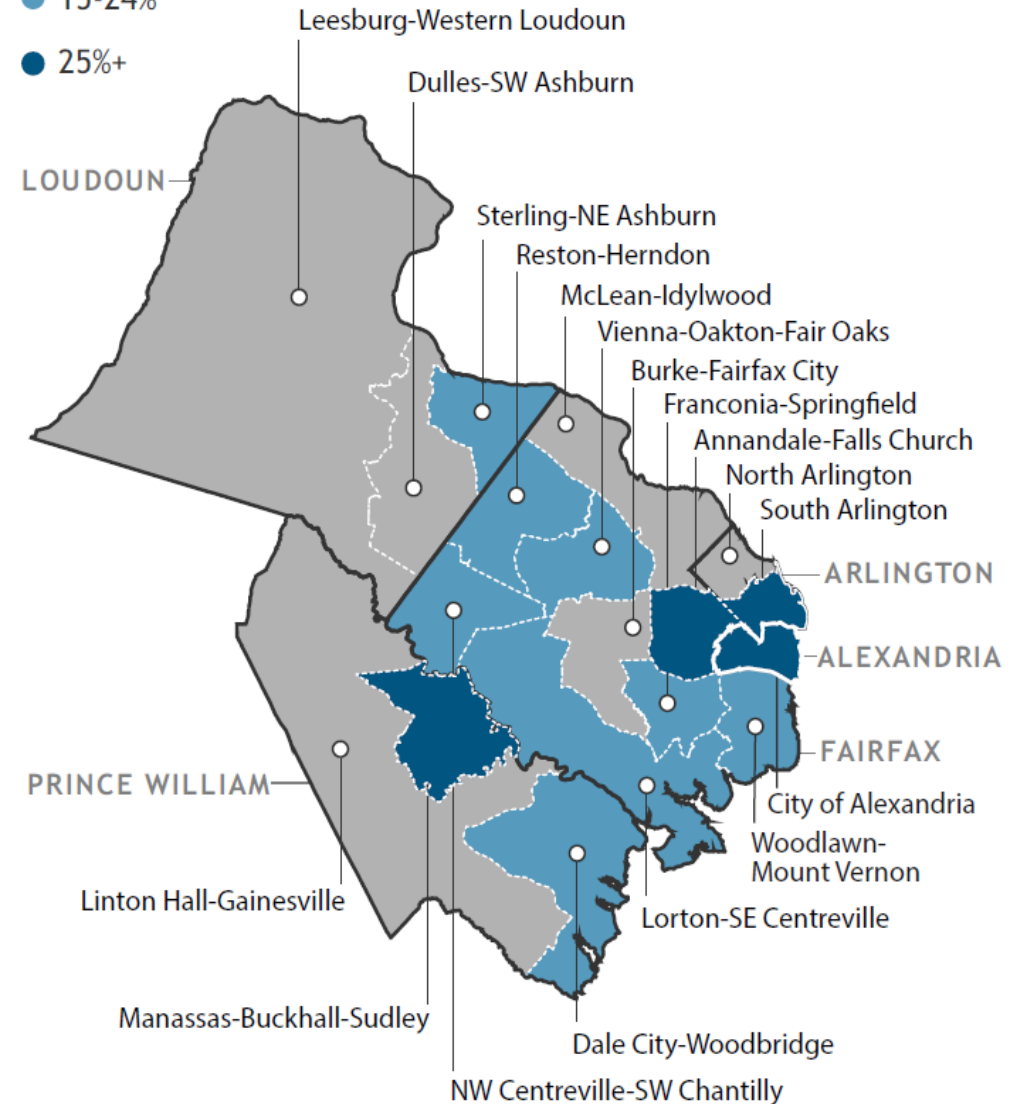 15-24%
Leesburg-Western Loudoun
25%+
Dulles-SW Ashburn
LOUDOUN
Sterling-NE Ashburn
Reston-Herndon
McLean-Idylwood
Vienna-Oakton-Fair Oaks
Burke-Fairfax City
Franconia-Springfield
Annandale-Falls Church
North Arlington
South Arlington
ARLINGTON
ALEXANDRIA
FAIRFAX
PRINCE WILLIAM
City of Alexandria
Woodlawn-
Mount Vernon
Linton Hall-Gainesville
Lorton-SE Centreville
Manassas-Buckhall-Sudley
Dale City-Woodbridge
NW Centreville-SW Chantilly